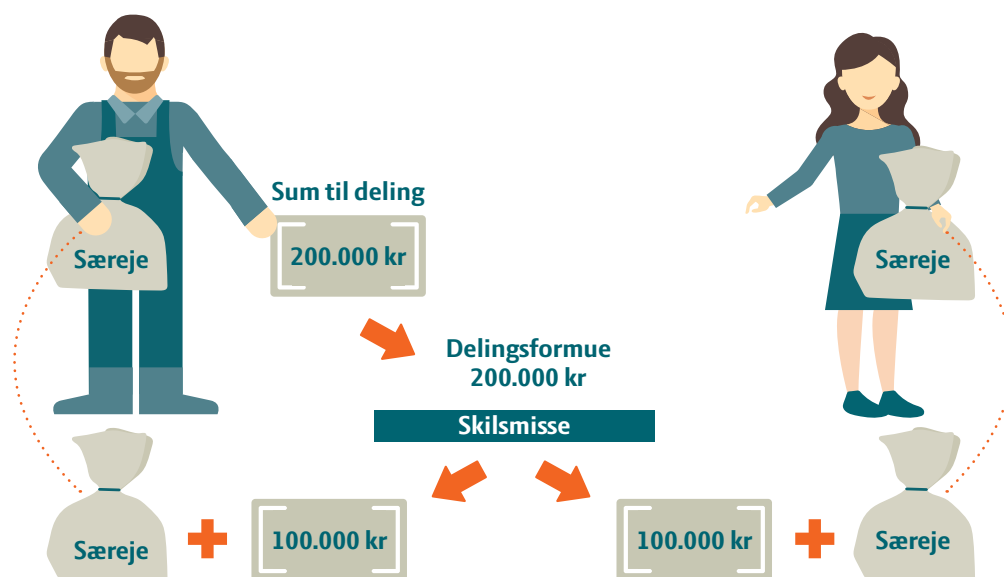 Sum til deling
200.000 kr
Særeje
Særeje
Delingsformue
200.000 kr
Skilsmisse
Særeje
100.000 kr
100.000 kr
Særeje